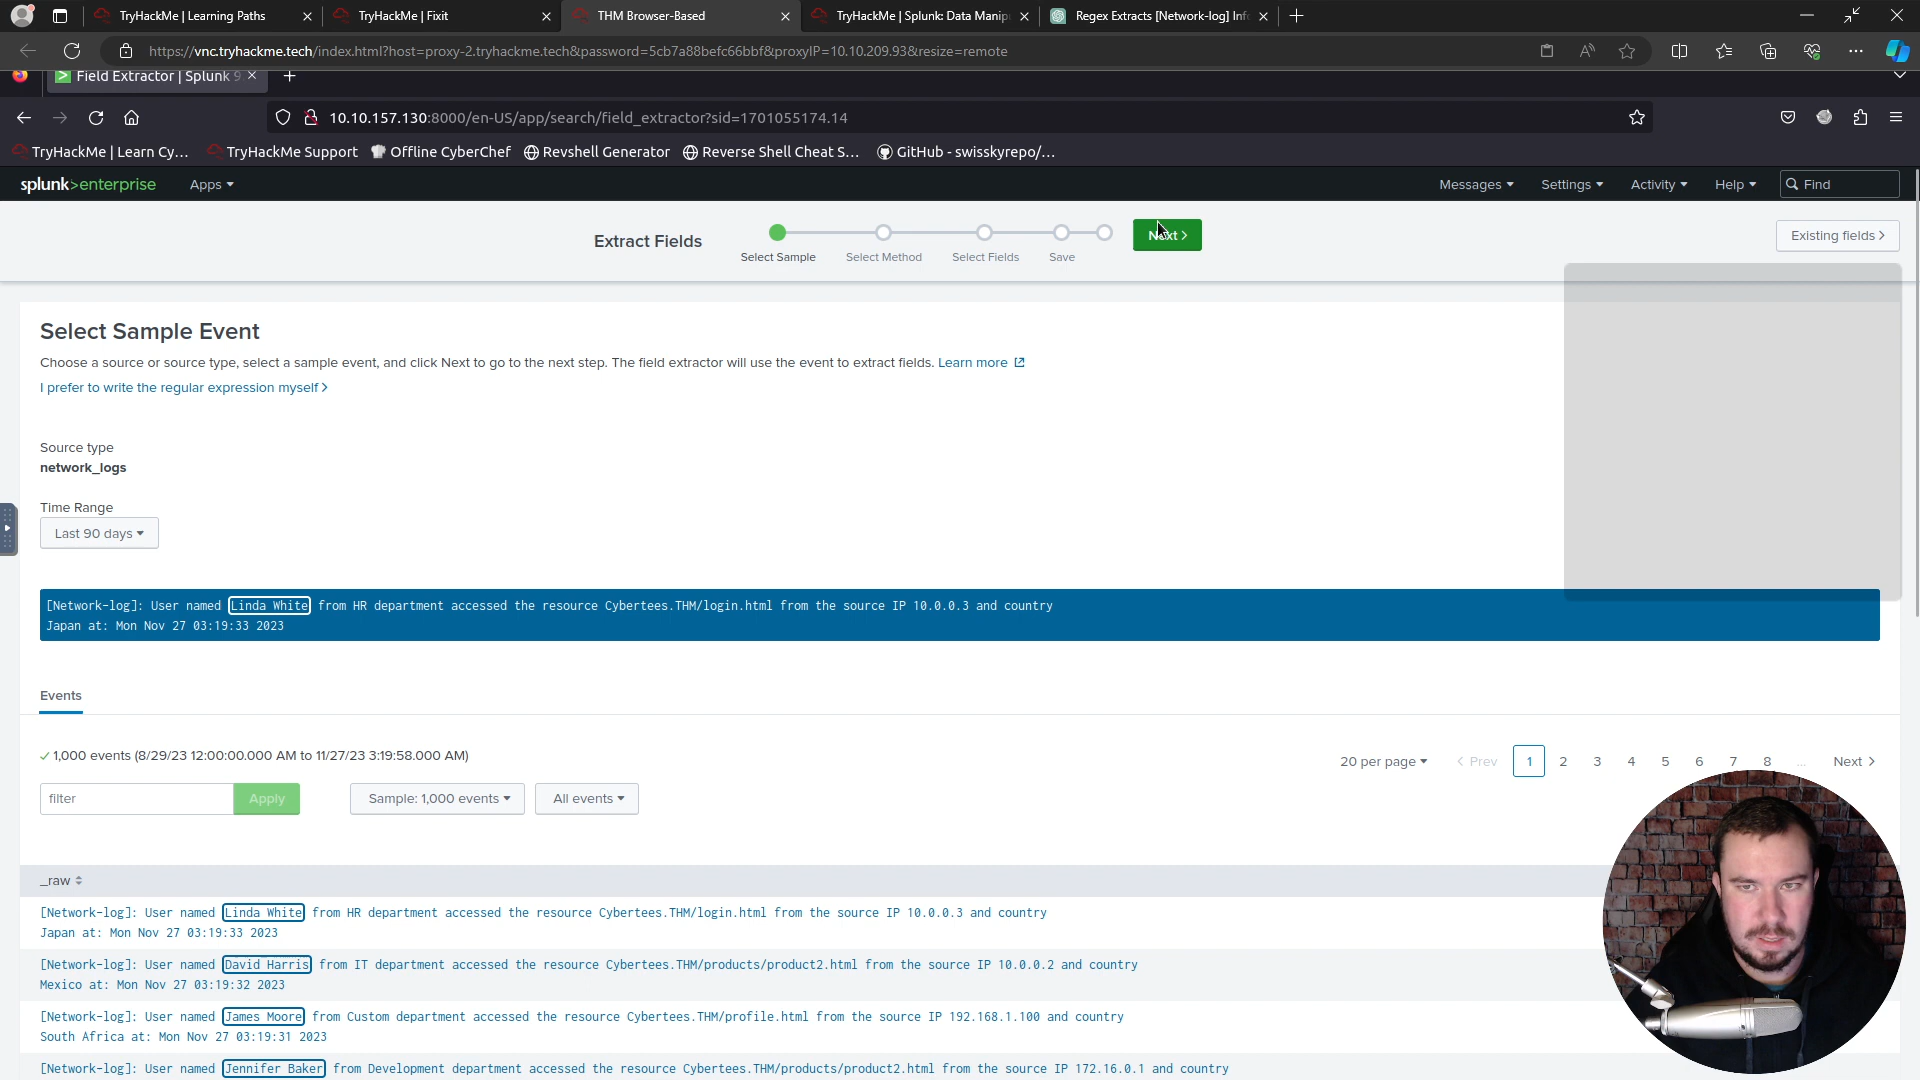 TryHackMe | Learning Paths
TryHackMe | Fixit
THM Browser-Based
TryHackMe | Splunk: Data Manip
Regex Extracts [Network-log] Inf
https://vnc.tryhackme.tech/index.html?host=proxy-2.tryhackme.tech&password=5cb7a88befc66bbf&proxyIP=10.10.209.93&resize=remote
Field Extractor | Splunk 9
10.10.157.130:8000/en-US/app/search/field_extractor?sid=1701055174.14
TryHackMe | Learn Cy... TryHackMe Support Offline CyberChef Revshell Generator Reverse Shell Cheat S... GitHub - swisskyrepo/...
splunk>enterprise Apps Messages Settings Activity Help Find
Extract Fields
Select Sample Select Method Select Fields Save
Next >
Existing fields >
Select Sample Event
Choose a source or source type, select a sample event, and click Next to go to the next step. The field extractor will use the event to extract fields. Learn more
I prefer to write the regular expression myself >
Source type
network_logs
Time Range
Last 90 days
[Network-log]: User named Linda White from HR department accessed the resource Cybertees.THM/login.html from the source IP 10.0.0.3 and country
Japan at: Mon Nov 27 03:19:33 2023
Events
✓ 1,000 events (8/29/23 12:00:00.000 AM to 11/27/23 3:19:58.000 AM)
20 per page < Prev 1 2 3 4 5 6 7 8 ... Next >
filter Apply Sample: 1,000 events All events
_raw
[Network-log]: User named Linda White from HR department accessed the resource Cybertees.THM/login.html from the source IP 10.0.0.3 and country
Japan at: Mon Nov 27 03:19:33 2023
[Network-log]: User named David Harris from IT department accessed the resource Cybertees.THM/products/product2.html from the source IP 10.0.0.2 and country
Mexico at: Mon Nov 27 03:19:32 2023
[Network-log]: User named James Moore from Custom department accessed the resource Cybertees.THM/profile.html from the source IP 192.168.1.100 and country
South Africa at: Mon Nov 27 03:19:31 2023
[Network-log]: User named Jennifer Baker from Development department accessed the resource Cybertees.THM/products/product2.html from the source IP 172.16.0.1 and country